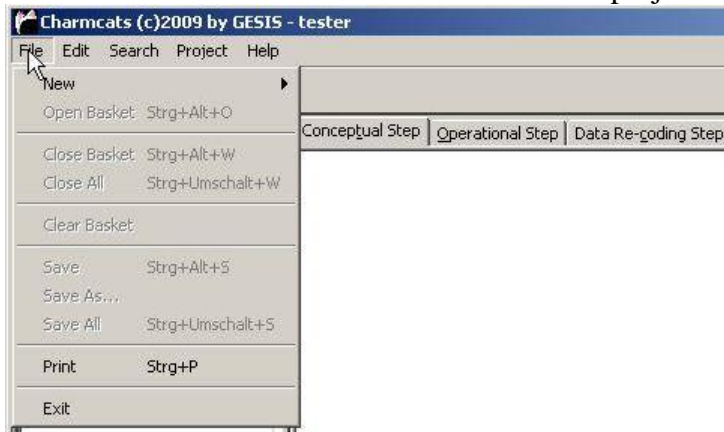 Charmcats (c)2009 by GESIS - tester
File Edit Search Project Help
New
Open Basket Strg+Alt+O
Conceptual Step Operational Step Data Re-coding Step
Close Basket Strg+Alt+W
Close All Strg+Umschalt+W
Clear Basket
Save Strg+Alt+S
Save As...
Save All Strg+Umschalt+S
Print Strg+P
Exit